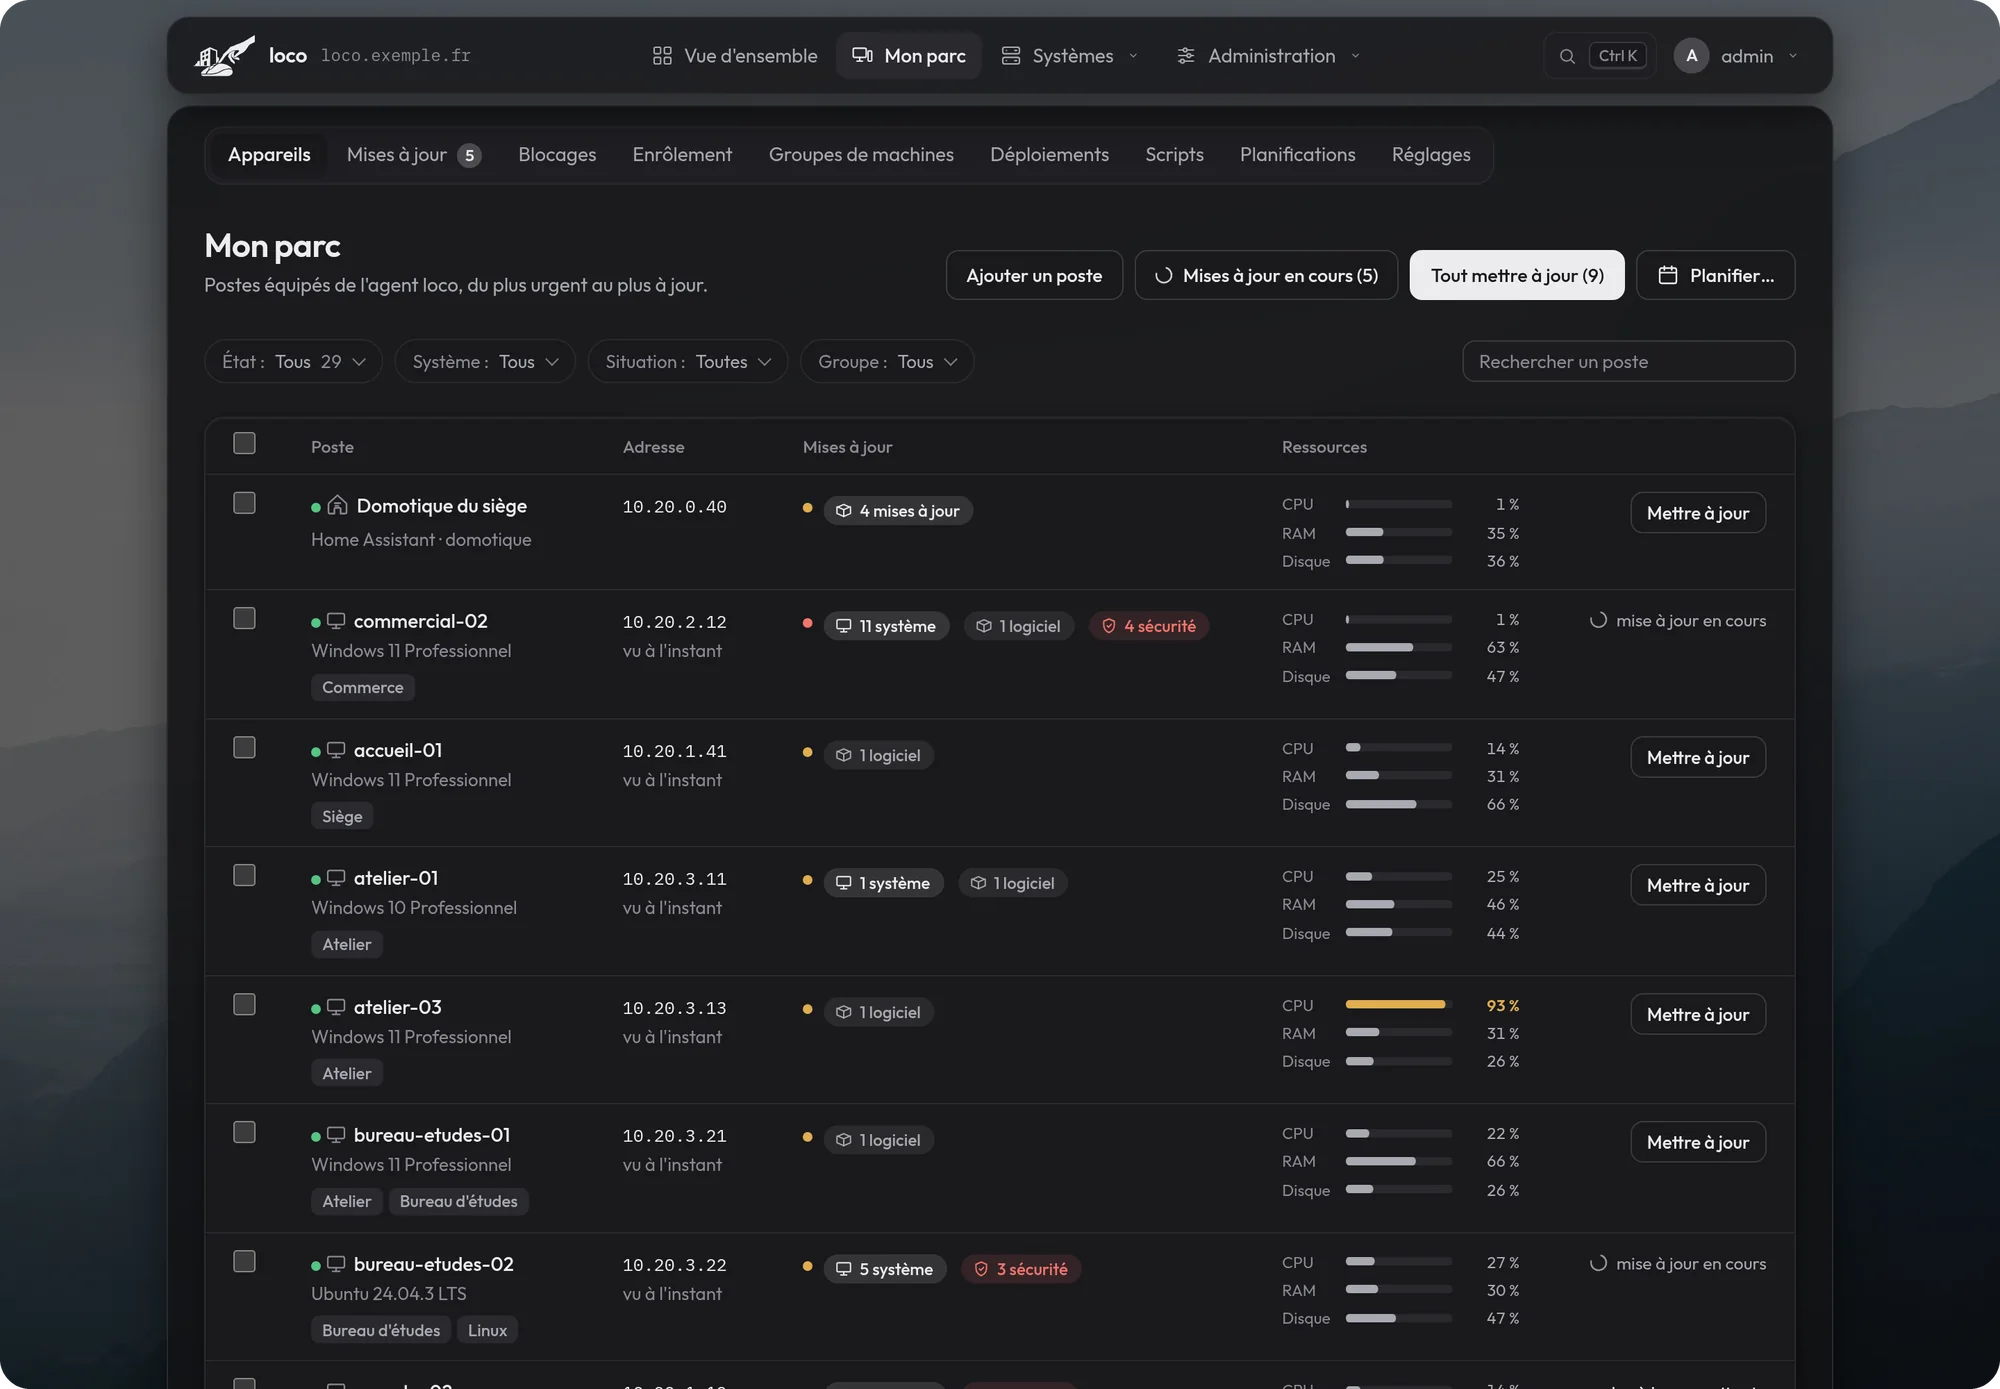 loco loco.exemple.fr Vue d'ensemble Mon parc Systèmes Administration Ctrl K A admin
Appareils Mises à jour 5 Blocages Enrôlement Groupes de machines Déploiements Scripts Planifications Réglages
Mon parc
Postes équipés de l'agent loco, du plus urgent au plus à jour.
Ajouter un poste Mises à jour en cours (5) Tout mettre à jour (9) Planifier...
État : Tous 29 Système : Tous Situation : Toutes Groupe : Tous Rechercher un poste
Poste Adresse Mises à jour Ressources
Domotique du siège 10.20.0.40 4 mises à jour CPU 1 % Mettre à jour
RAM 35 %
Home Assistant · domotique
Disque 36 %
commercial-02 10.20.2.12 11 système 1 logiciel 4 sécurité CPU 1 % mise à jour en cours
Windows 11 Professionnel vu à l'instant RAM 63 %
Commerce Disque 47 %
accueil-01 10.20.1.41 1 logiciel CPU 14 % Mettre à jour
Windows 11 Professionnel vu à l'instant RAM 31 %
Siège Disque 66 %
atelier-01 10.20.3.11 1 système 1 logiciel CPU 25 % Mettre à jour
Windows 10 Professionnel vu à l'instant RAM 46 %
Atelier Disque 44 %
atelier-03 10.20.3.13 1 logiciel CPU 93 % Mettre à jour
Windows 11 Professionnel vu à l'instant RAM 31 %
Atelier Disque 26 %
bureau-etudes-01 10.20.3.21 1 logiciel CPU 22 % Mettre à jour
Windows 11 Professionnel vu à l'instant RAM 66 %
Atelier Bureau d'études Disque 26 %
bureau-etudes-02 10.20.3.22 5 système 3 sécurité CPU 27 % mise à jour en cours
Ubuntu 24.04.3 LTS vu à l'instant RAM 30 %
Bureau d'études Linux Disque 47 %